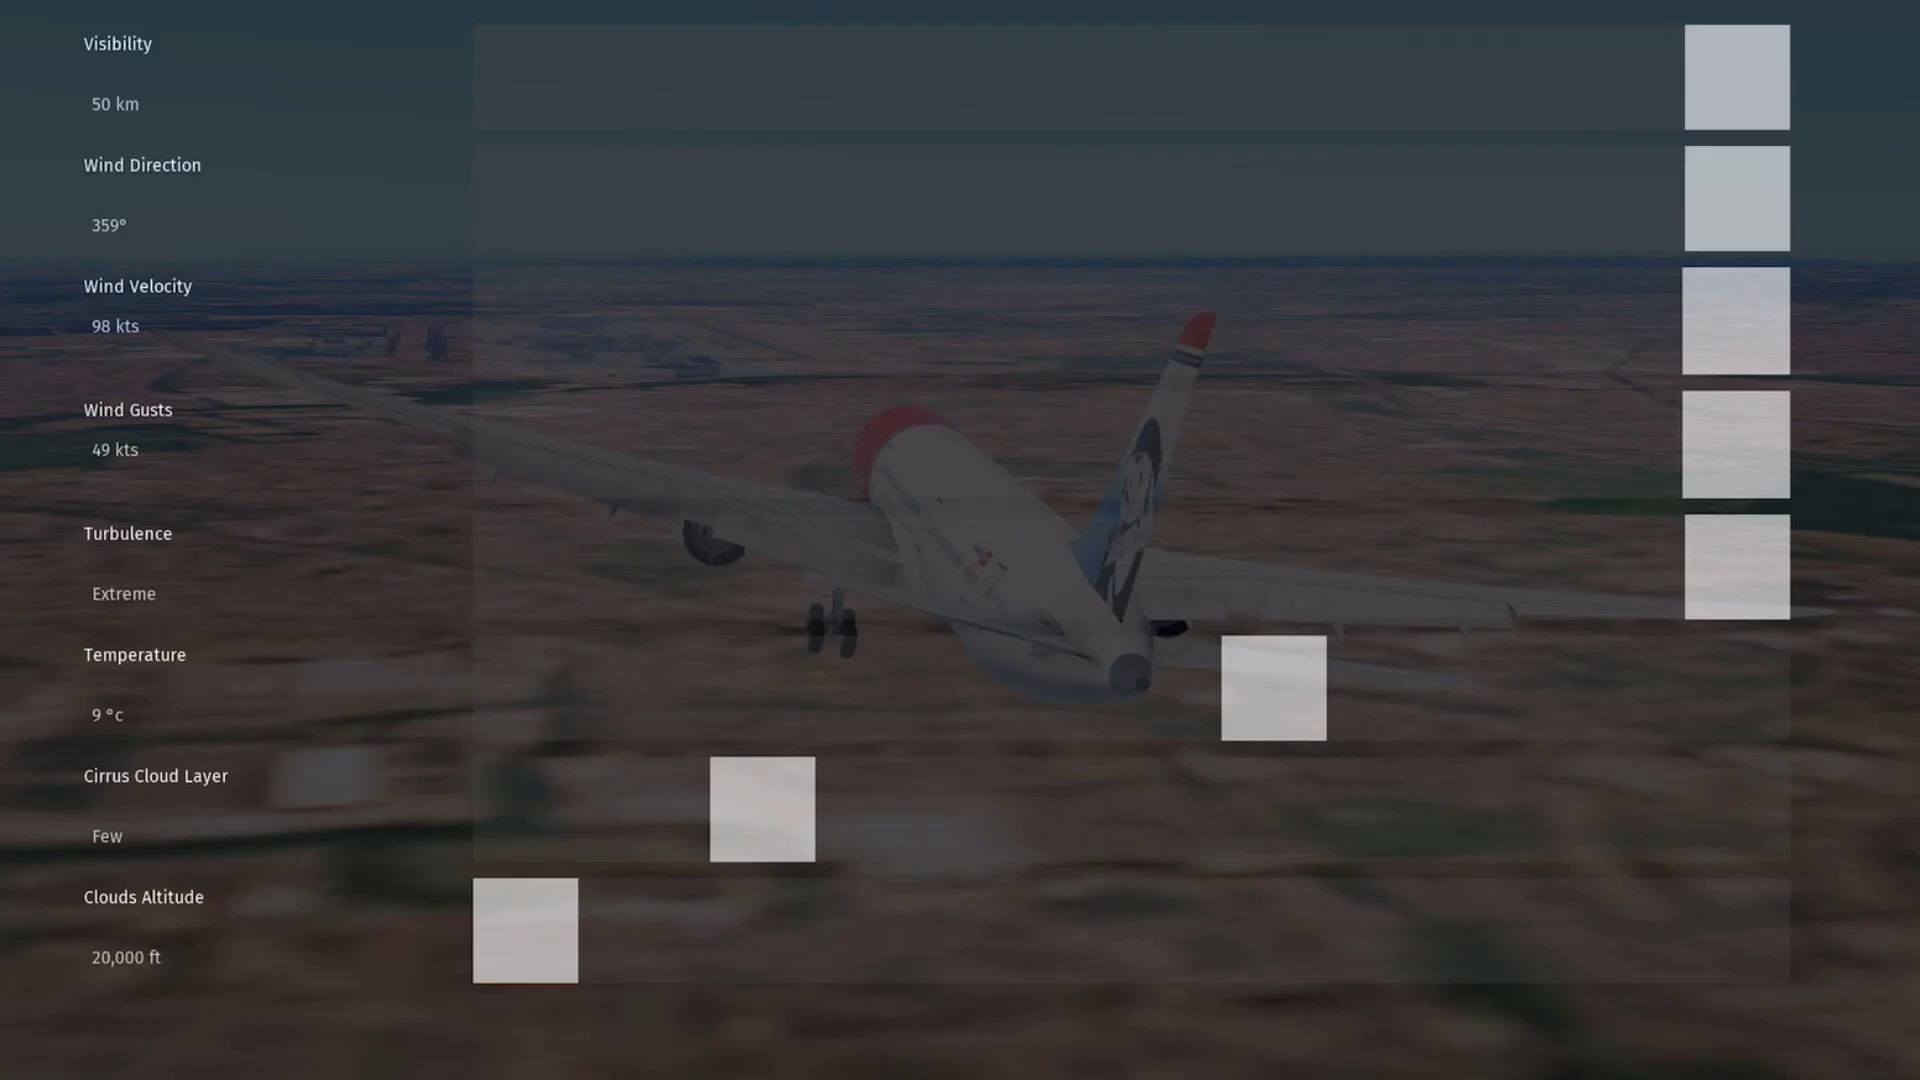 Visibility
50 km
Wind Direction
359°
Wind Velocity
98 kts
Wind Gusts
49 kts
Turbulence
Extreme
Temperature
9 °c
Cirrus Cloud Layer
Few
Clouds Altitude
20,000 ft